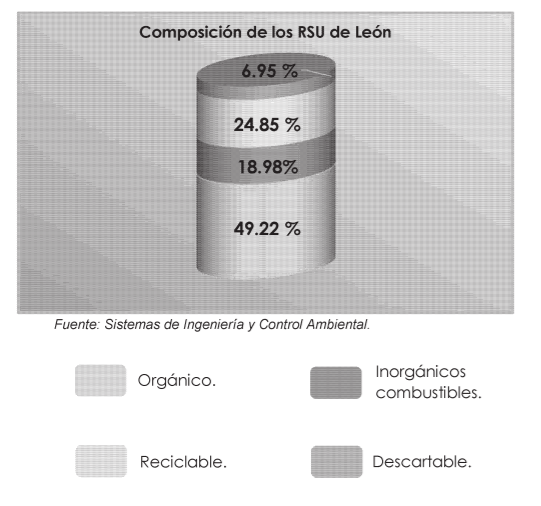 Composición de los RSU de León
6.95 %
24.85 %
18.98%
49.22 %
Fuente: Sistemas de Ingeniería y Control Ambiental.
Orgánico.
Inorgánicos
combustibles.
Reciclable.
Descartable.